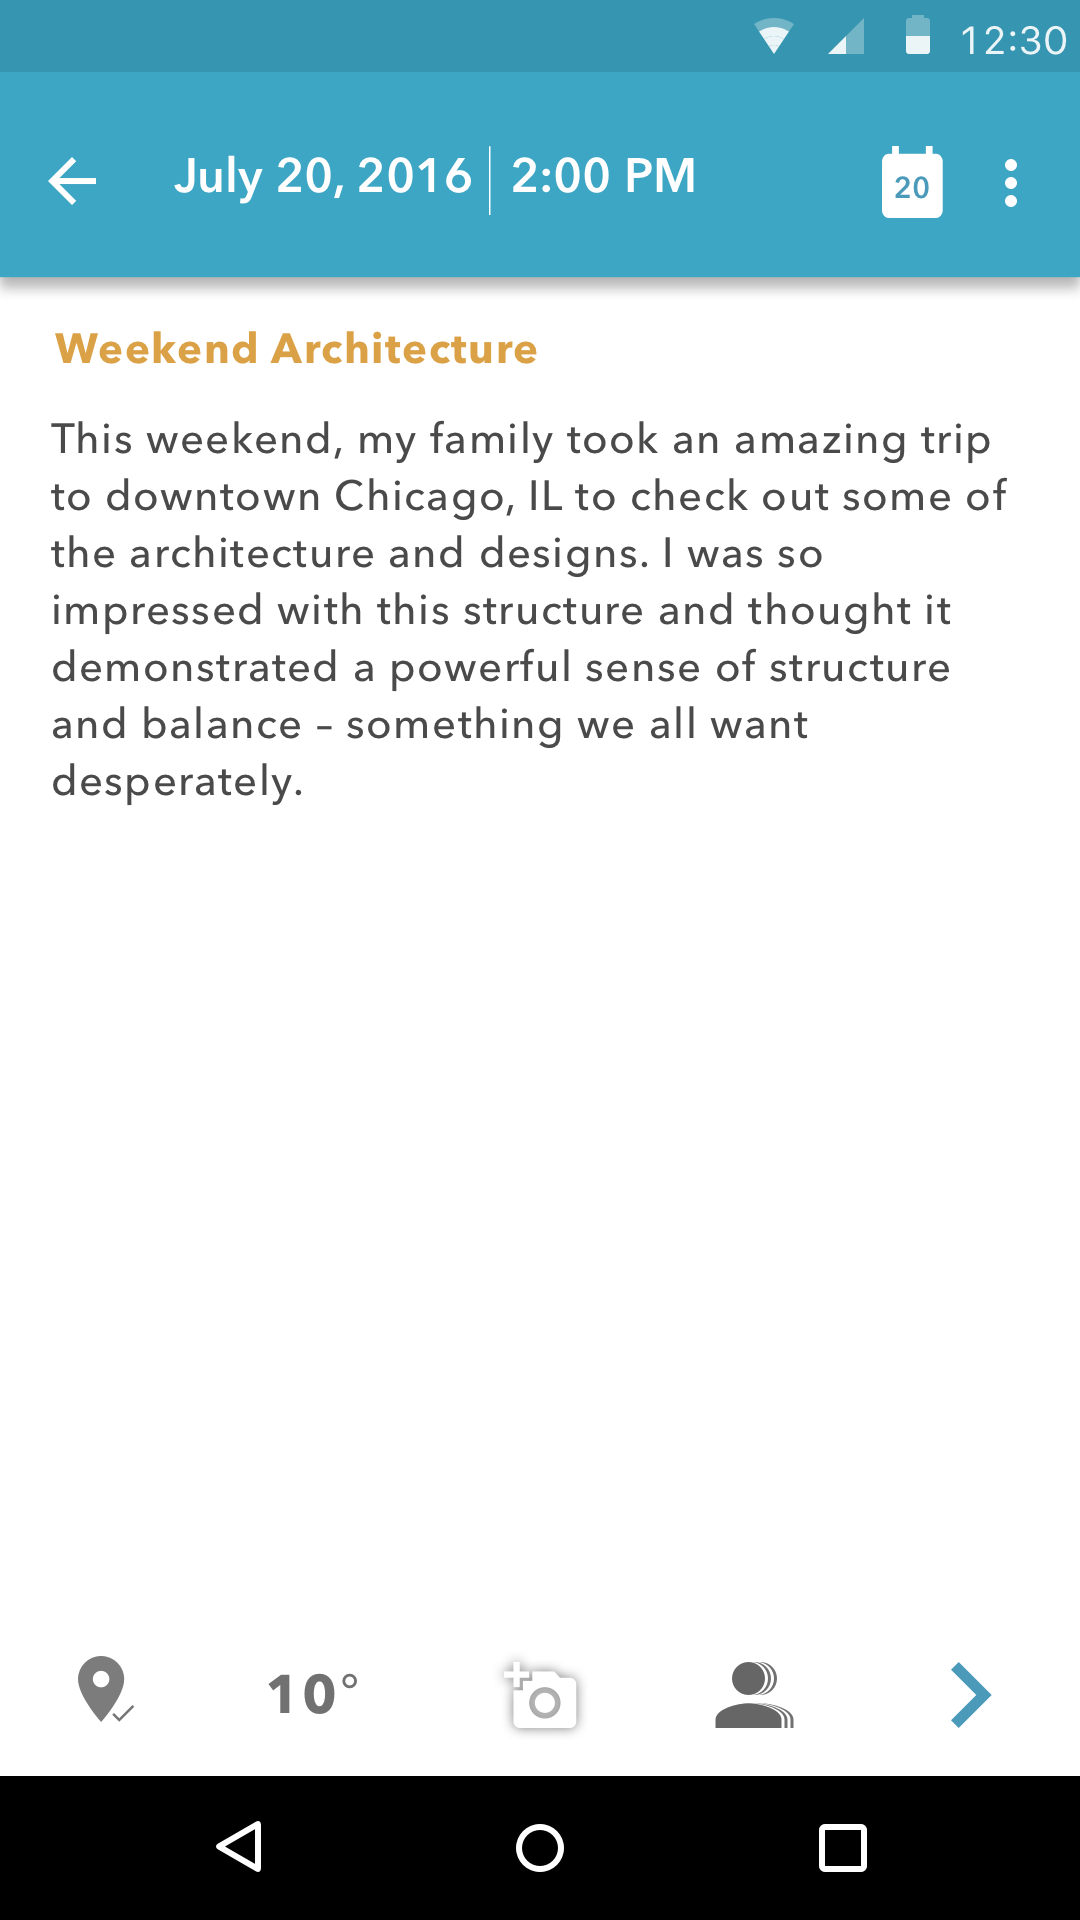 12:30
July 20, 2016 2:00 PM
20
Weekend Architecture
This weekend, my family took an amazing trip
to downtown Chicago, IL to check out some of
the architecture and designs. I was so
impressed with this structure and thought it
demonstrated a powerful sense of structure
and balance – something we all want
desperately.
10°